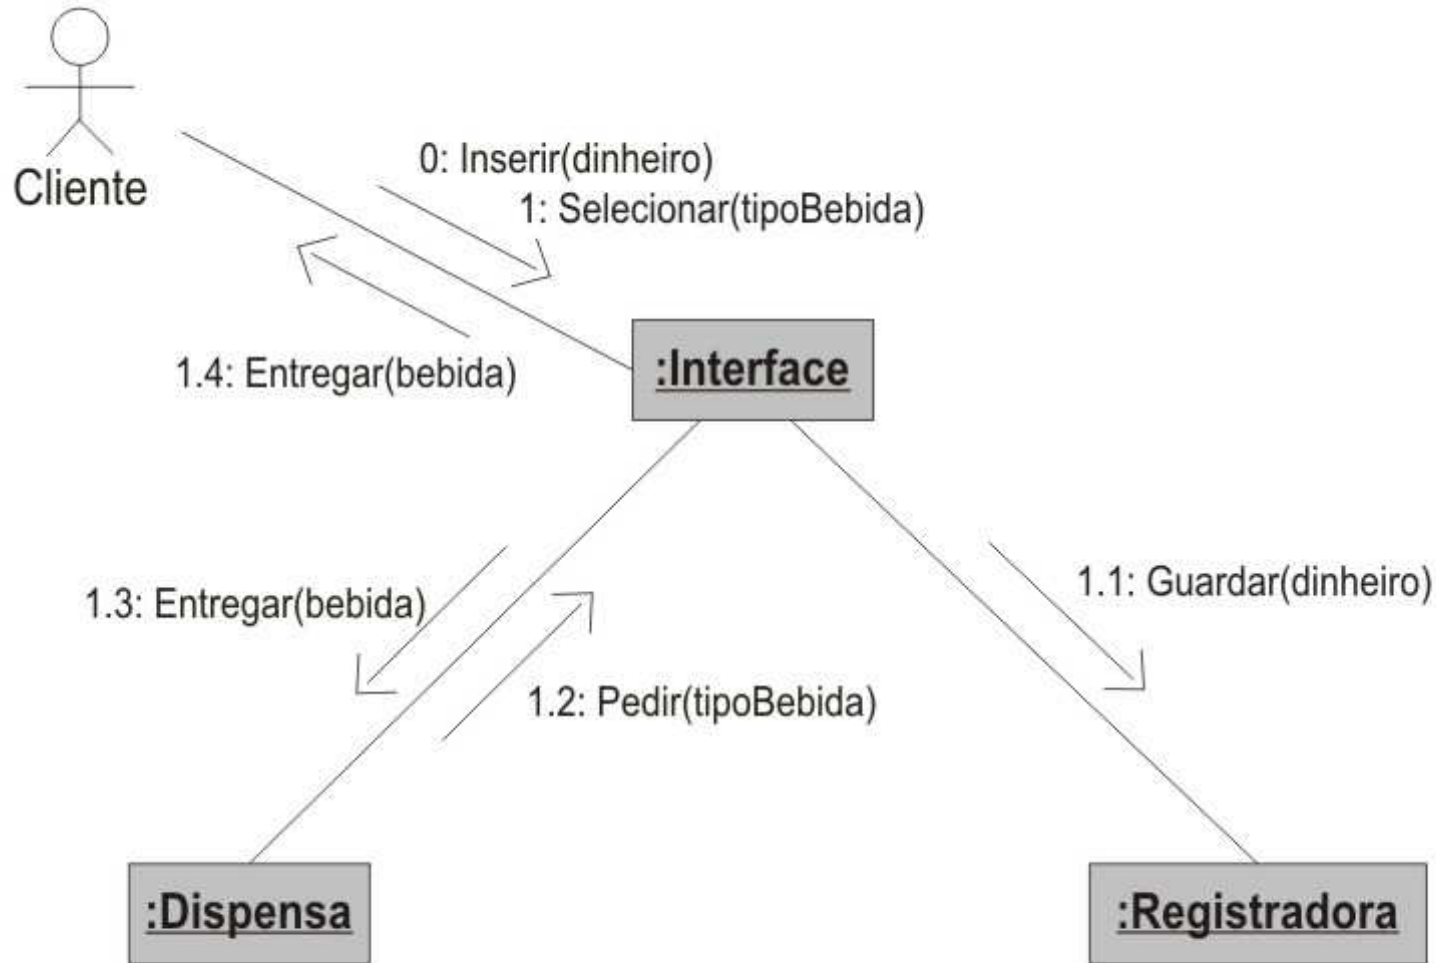 Cliente
0: Inserir(dinheiro)
1: Selecionar(tipoBebida)
1.4: Entregar(bebida)
:Interface
1.3: Entregar(bebida)
1.1: Guardar(dinheiro)
1.2: Pedir(tipoBebida)
:Dispensa
:Registradora